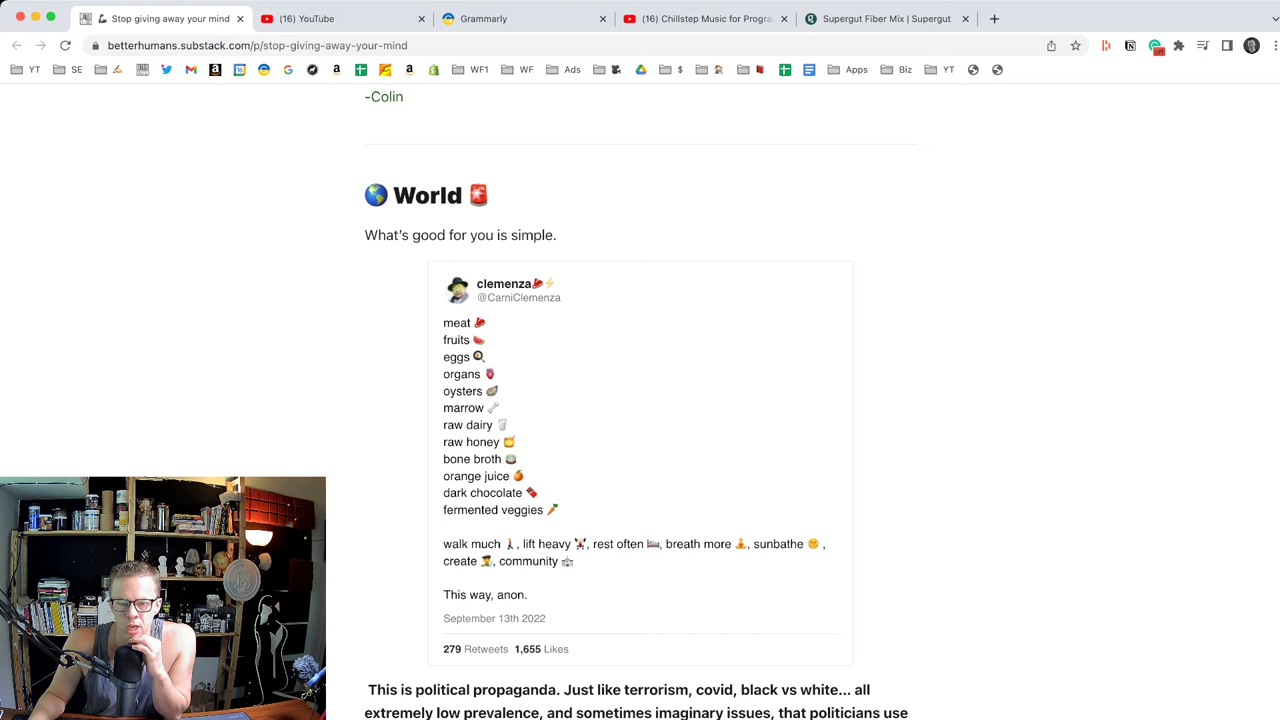 Stop giving away your mind
(16) YouTube
Grammarly
(16) Chillstep Music for Progra
Supergut Fiber Mix | Supergut
betterhumans.substack.com/p/stop-giving-away-your-mind
off
YT
SE
WF1
WF
Ads
$
Apps
Biz
YT
-Colin
World
What's good for you is simple.
clemenza
@CarniClemenza
meat
fruits
eggs
organs
oysters
marrow
raw dairy
raw honey
bone broth
orange juice
dark chocolate
fermented veggies
walk much , lift heavy , rest often , breath more , sunbathe ,
create , community
This way, anon.
September 13th 2022
279 Retweets 1,655 Likes
This is political propaganda. Just like terrorism, covid, black vs white... all
extremely low prevalence, and sometimes imaginary issues, that politicians use